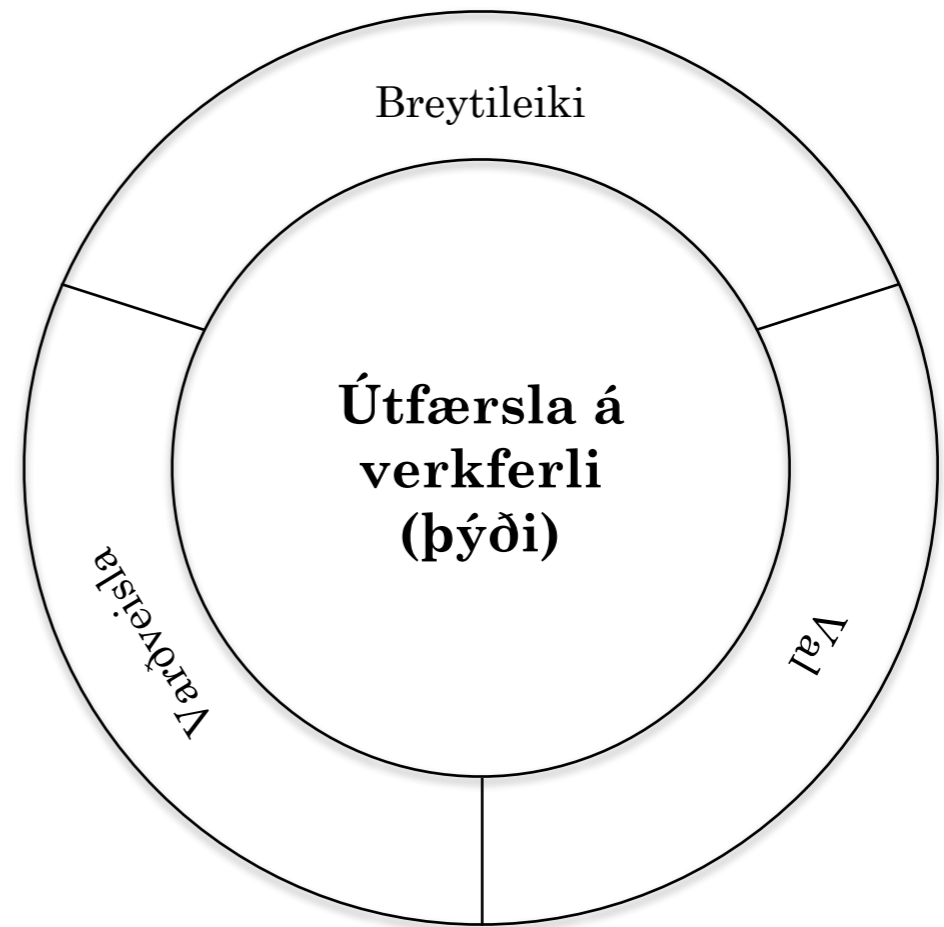 Breytileiki
Útfærsla á
verkferli
(þýði)
Val
Varðveisla